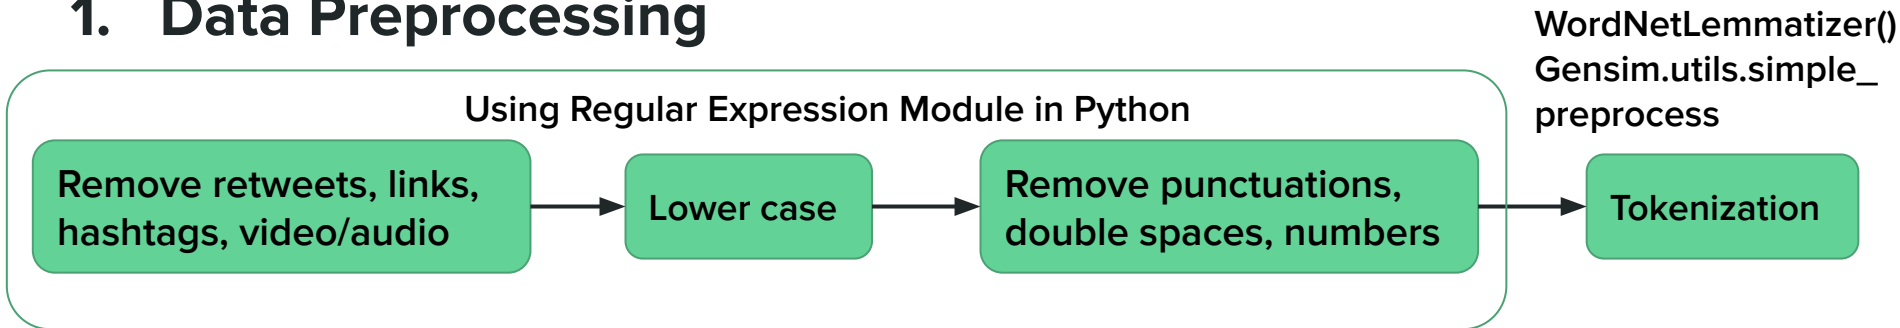 1. Data Preprocessing
WordNetLemmatizer()
Gensim.utils.simple_
preprocess
Using Regular Expression Module in Python
Remove retweets, links,
hashtags, video/audio
Lower case
Remove punctuations,
double spaces, numbers
Tokenization